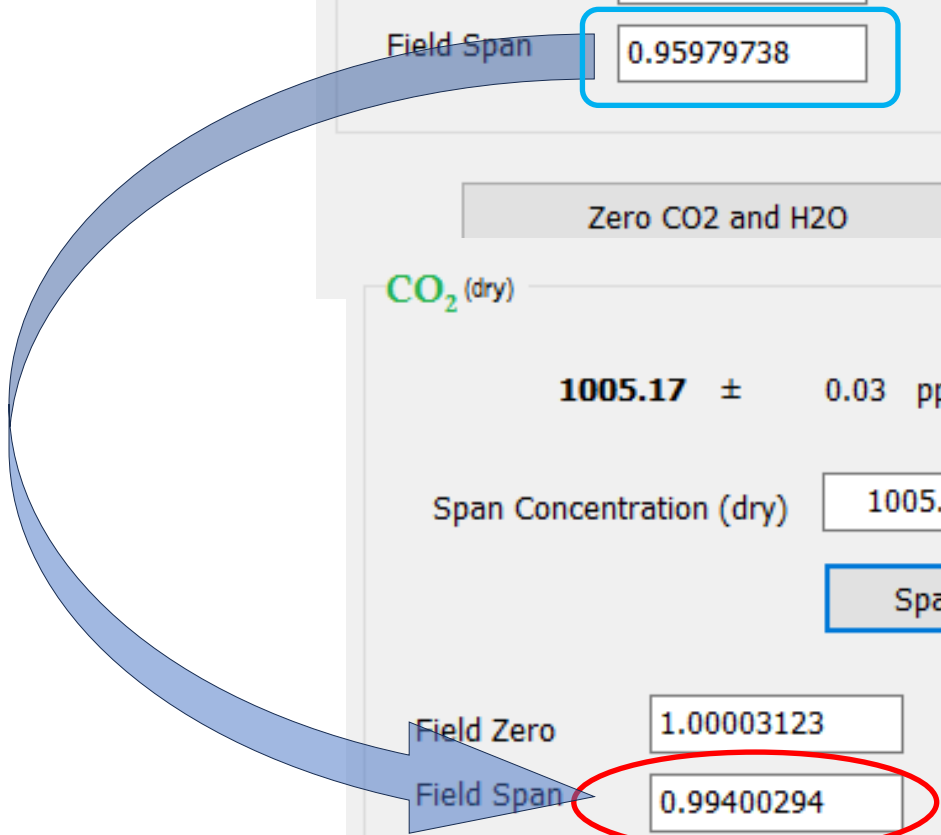 Field Span 0.95979738
Zero CO2 and H2O
CO₂ (dry)
1005.17 ± 0.03
Span Concentration (dry) 1005.
Field Zero 1.00003123
Field Span 0.99400294